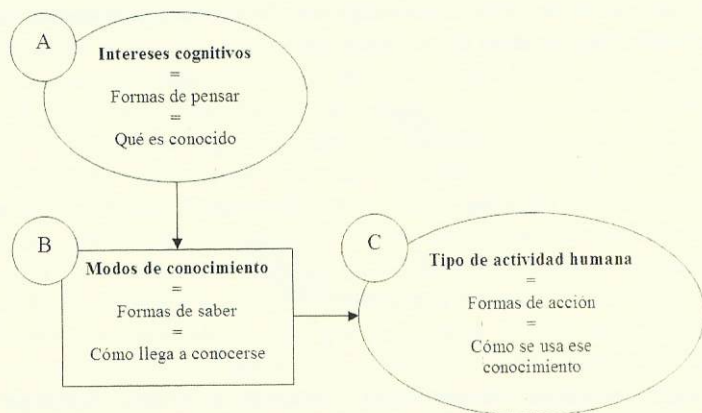 A
Intereses cognitivos
=
Formas de pensar
=
Qué es conocido
B
Modos de conocimiento
=
Formas de saber
=
Cómo llega a conocerse
C
Tipo de actividad humana
=
Formas de acción
=
Cómo se usa ese
conocimiento